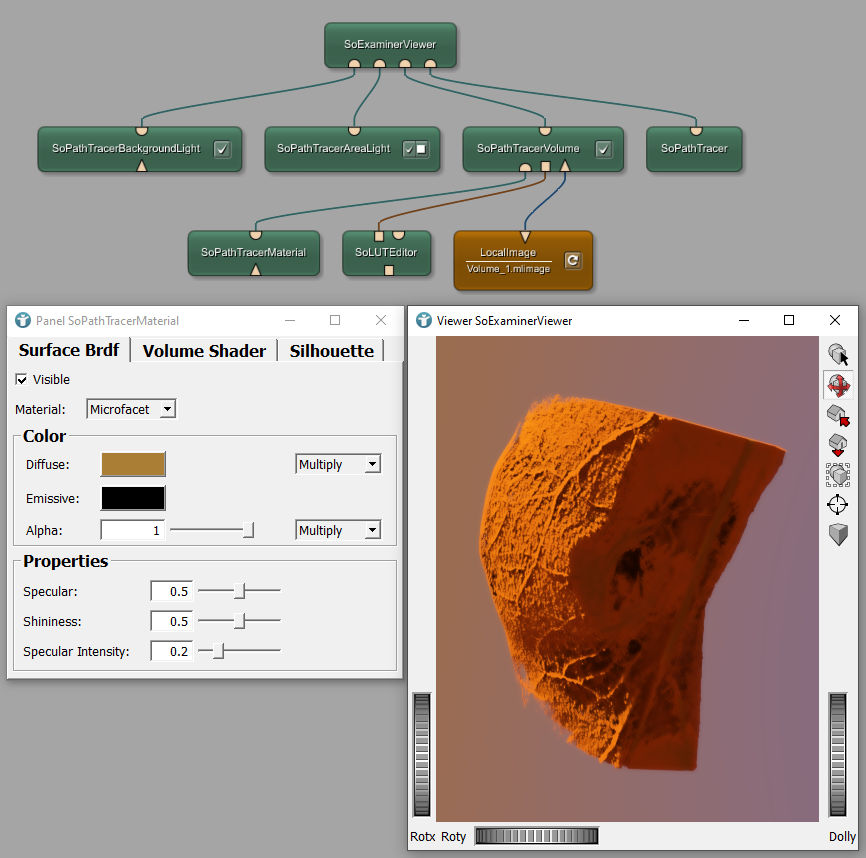 SoExaminerViewer
SoPathTracerBackgroundLight
SoPathTracerAreaLight
SoPathTracerVolume
SoPathTracer
SoPathTracerMaterial
SoLUTEditor
LocalImage
Volume_1.mlimage
Panel SoPathTracerMaterial
Surface Brdf
Volume Shader
Silhouette
Visible
Material: Microfacet
Color
Diffuse: Multiply
Emissive:
Alpha: 1 Multiply
Properties
Specular: 0.5
Shininess: 0.5
Specular Intensity: 0.2
Viewer SoExaminerViewer
Rotx Roty Dolly